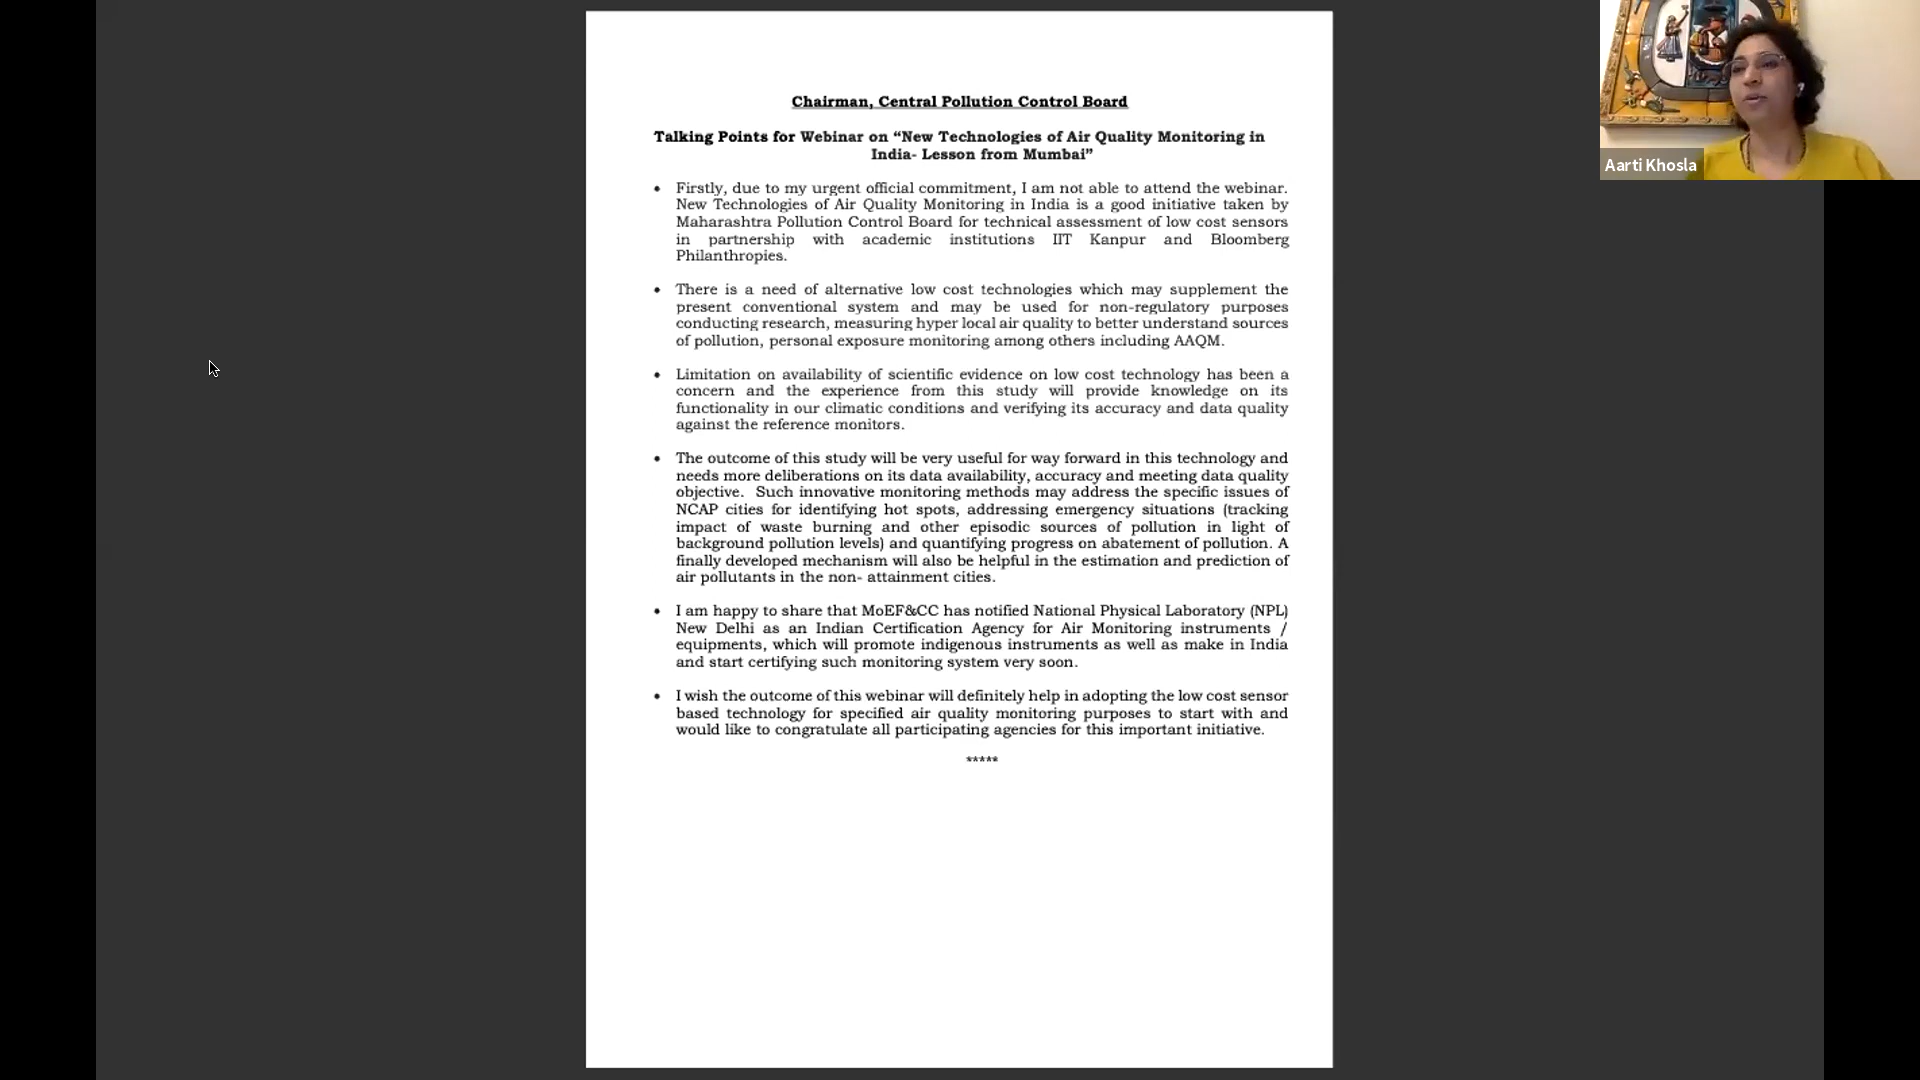 Chairman, Central Pollution Control Board
Talking Points for Webinar on “New Technologies of Air Quality Monitoring in
India- Lesson from Mumbai”
• Firstly, due to my urgent official commitment, I am not able to attend the webinar.
New Technologies of Air Quality Monitoring in India is a good initiative taken by
Maharashtra Pollution Control Board for technical assessment of low cost sensors
in partnership with academic institutions IIT Kanpur and Bloomberg
Philanthropies.
• There is a need of alternative low cost technologies which may supplement the
present conventional system and may be used for non-regulatory purposes
conducting research, measuring hyper local air quality to better understand sources
of pollution, personal exposure monitoring among others including AAQM.
• Limitation on availability of scientific evidence on low cost technology has been a
concern and the experience from this study will provide knowledge on its
functionality in our climatic conditions and verifying its accuracy and data quality
against the reference monitors.
• The outcome of this study will be very useful for way forward in this technology and
needs more deliberations on its data availability, accuracy and meeting data quality
objective. Such innovative monitoring methods may address the specific issues of
NCAP cities for identifying hot spots, addressing emergency situations (tracking
impact of waste burning and other episodic sources of pollution in light of
background pollution levels) and quantifying progress on abatement of pollution. A
finally developed mechanism will also be helpful in the estimation and prediction of
air pollutants in the non- attainment cities.
• I am happy to share that MoEF&CC has notified National Physical Laboratory (NPL)
New Delhi as an Indian Certification Agency for Air Monitoring instruments /
equipments, which will promote indigenous instruments as well as make in India
and start certifying such monitoring system very soon.
• I wish the outcome of this webinar will definitely help in adopting the low cost sensor
based technology for specified air quality monitoring purposes to start with and
would like to congratulate all participating agencies for this important initiative.
*****
Aarti Khosla